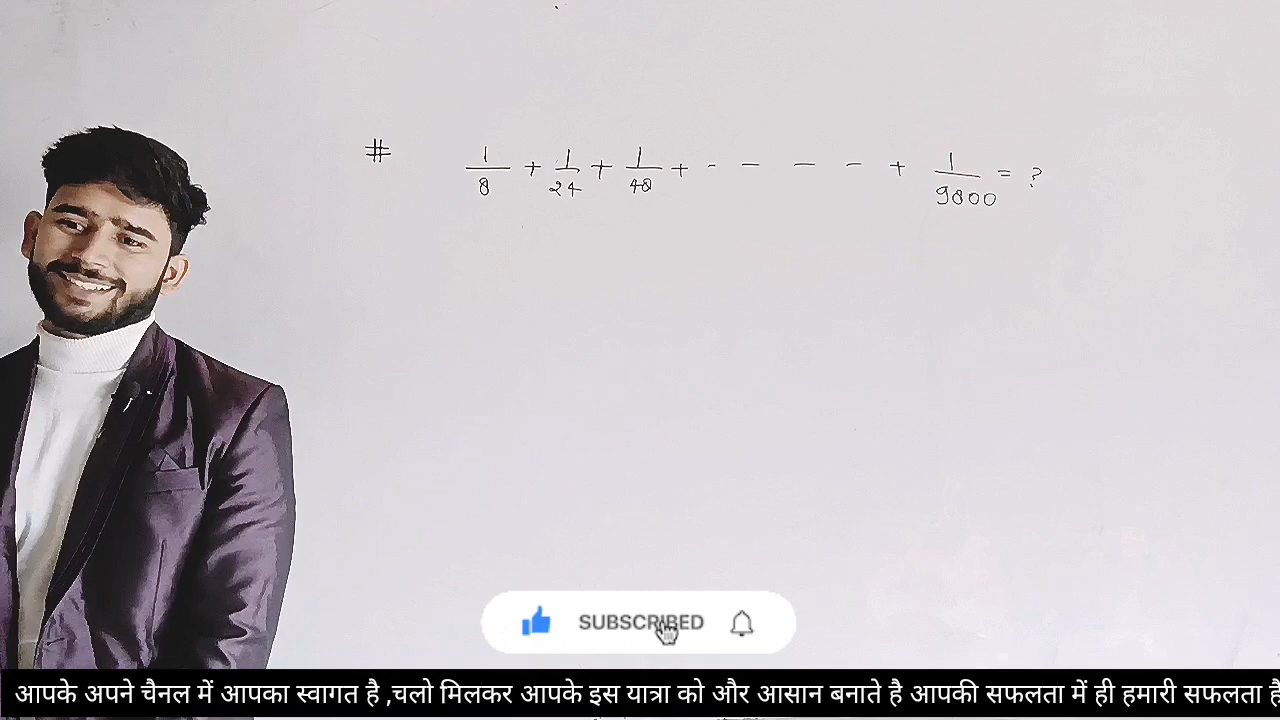 # 1/8 + 1/24 + 1/48 + - - - - + 1/9800 = ?
SUBSCRIBED
आपके अपने चैनल में आपका स्वागत है ,चलो मिलकर आपके इस यात्रा को और आसान बनाते है आपकी सफलता में ही हमारी सफलता है